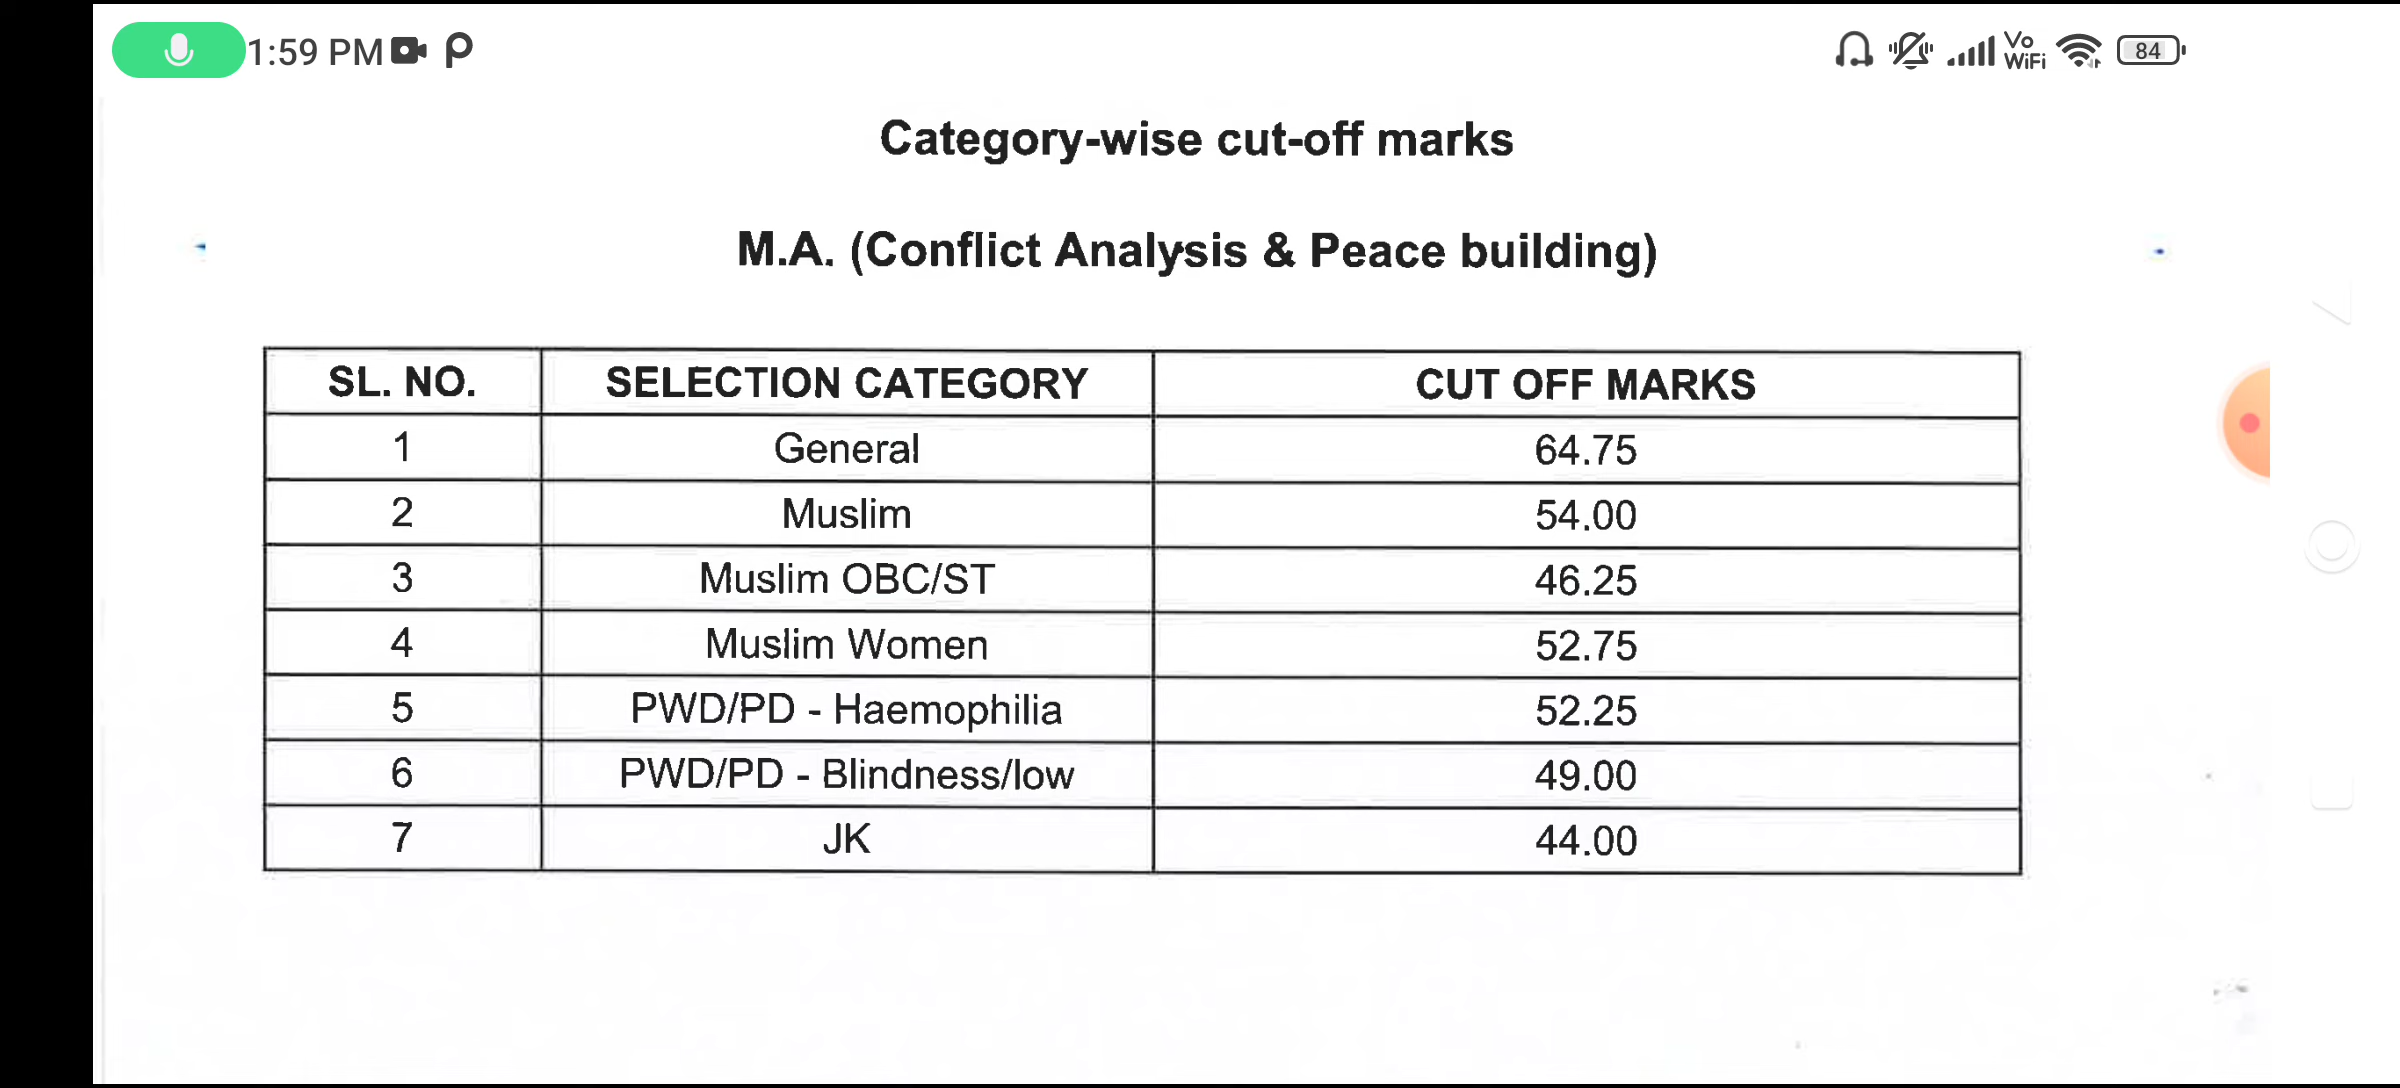 1:59 PM
Vo
WiFi
84
Category-wise cut-off marks
M.A. (Conflict Analysis & Peace building)
SL. NO. SELECTION CATEGORY CUT OFF MARKS
1 General 64.75
2 Muslim 54.00
3 Muslim OBC/ST 46.25
4 Muslim Women 52.75
5 PWD/PD - Haemophilia 52.25
6 PWD/PD - Blindness/low 49.00
7 JK 44.00